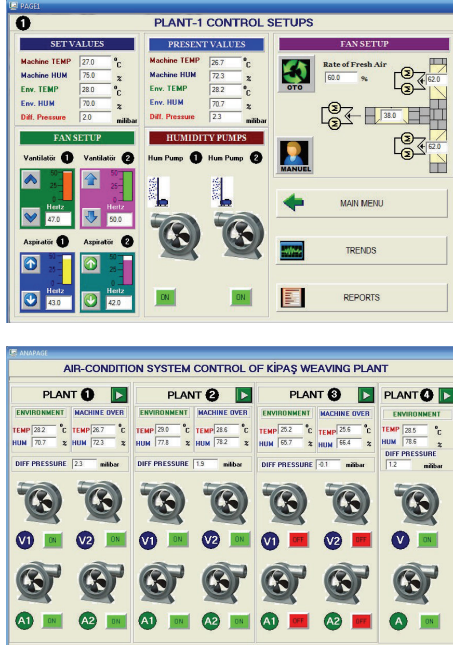 PAGE1
1 PLANT-1 CONTROL SETUPS
SET VALUES
Machine TEMP 27.0 °C
Machine HUM 75.0 %
Env. TEMP 28.0 °C
Env. HUM 70.0 %
Diff. Pressure 2.0 milibar
PRESENT VALUES
Machine TEMP 26.7 °C
Machine HUM 72.3 %
Env. TEMP 28.2 °C
Env. HUM 70.7 %
Diff. Pressure 2.3 milibar
FAN SETUP
OTO
Rate of Fresh Air
60.0 %
62.0
38.0
62.0
MANUEL
FAN SETUP
Vantilatör 1 Vantilatör 2
50 50
25
Hertz Hertz
47.0 50.0
Aspiratör 1 Aspiratör 2
50 50
25 25
Hertz Hertz
43.0 42.0
HUMIDITY PUMPS
Hum Pump 1 Hum Pump 2
ON ON
MAIN MENU
TRENDS
REPORTS
ANAPAGE
AIR-CONDITION SYSTEM CONTROL OF KİPAŞ WEAVING PLANT
PLANT 1
ENVIRONMENT MACHINE OVER
TEMP 28.2 °C TEMP 26.7 °C
HUM 70.7 % HUM 72.3 %
DIFF PRESSURE 2.3 milibar
V1 ON V2 ON
A1 ON A2 ON
PLANT 2
ENVIRONMENT MACHINE OVER
TEMP 29.0 °C TEMP 28.6 °C
HUM 77.8 % HUM 78.2 %
DIFF PRESSURE 1.9 milibar
V1 ON V2 ON
A1 ON A2 ON
PLANT 3
ENVIRONMENT MACHINE OVER
TEMP 25.2 °C TEMP 25.6 °C
HUM 65.7 % HUM 66.4 %
DIFF PRESSURE -0.1 milibar
V1 OFF V2 OFF
A1 OFF A2 OFF
PLANT 4
ENVIRONMENT
TEMP 28.5 °C
HUM 78.6 %
DIFF PRESSURE
1.2 milibar
V ON
A ON